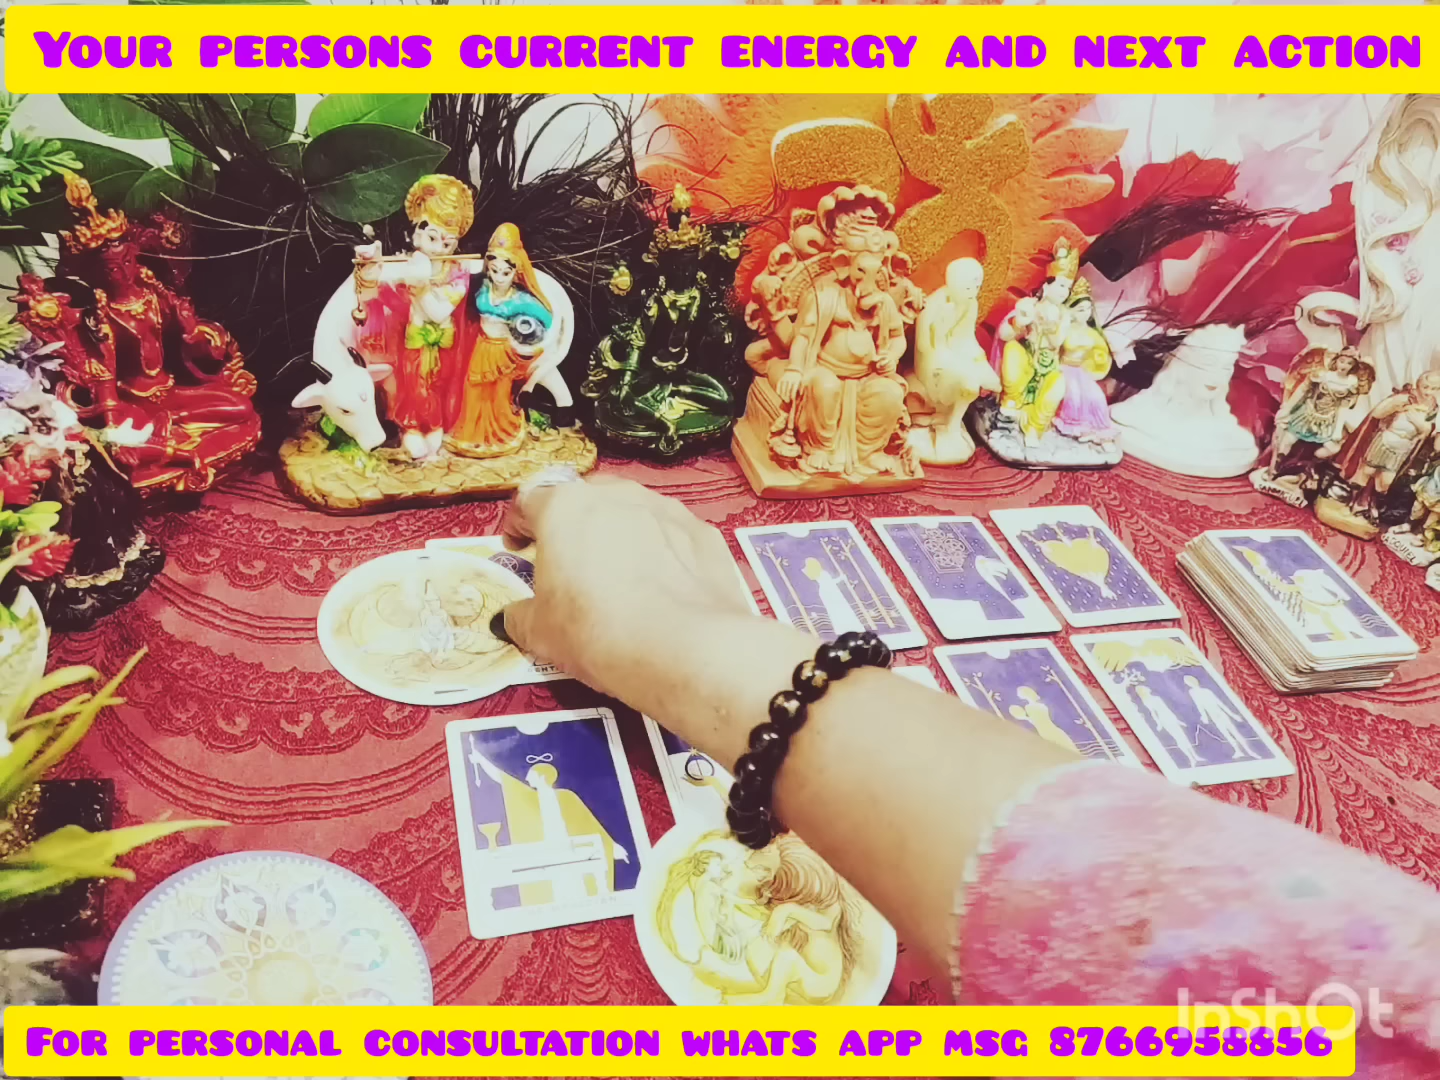 Your persons current energy and next action
For personal consultation whats app msg 8766958856
InShOt